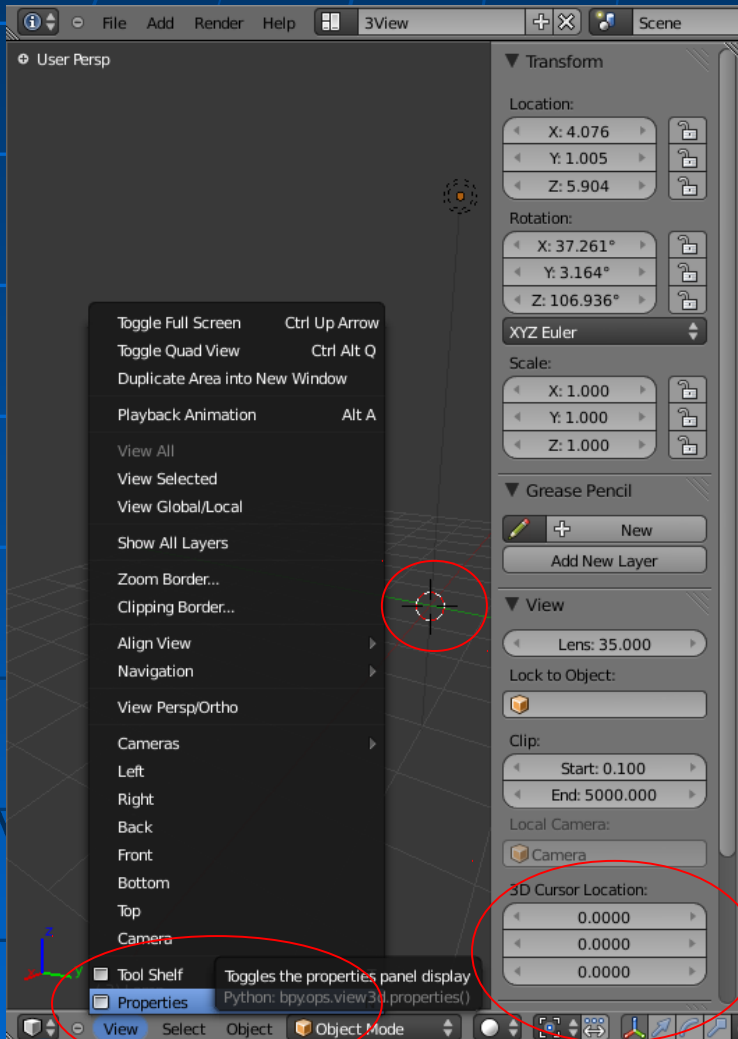 File Add Render Help 3View Scene
User Persp
Transform
Location:
X: 4.076
Y: 1.005
Z: 5.904
Rotation:
X: 37.261°
Y: 3.164°
Z: 106.936°
XYZ Euler
Scale:
X: 1.000
Y: 1.000
Z: 1.000
Grease Pencil
New
Add New Layer
View
Lens: 35.000
Lock to Object:
Clip:
Start: 0.100
End: 5000.000
Local Camera:
Camera
3D Cursor Location:
0.0000
0.0000
0.0000
Toggle Full Screen Ctrl Up Arrow
Toggle Quad View Ctrl Alt Q
Duplicate Area into New Window
Playback Animation Alt A
View All
View Selected
View Global/Local
Show All Layers
Zoom Border...
Clipping Border...
Align View
Navigation
View Persp/Ortho
Cameras
Left
Right
Back
Front
Bottom
Top
Camera
Tool Shelf
Properties
Toggles the properties panel display
Python: bpy.ops.view3d.properties()
z
x y
View Select Object Object Mode